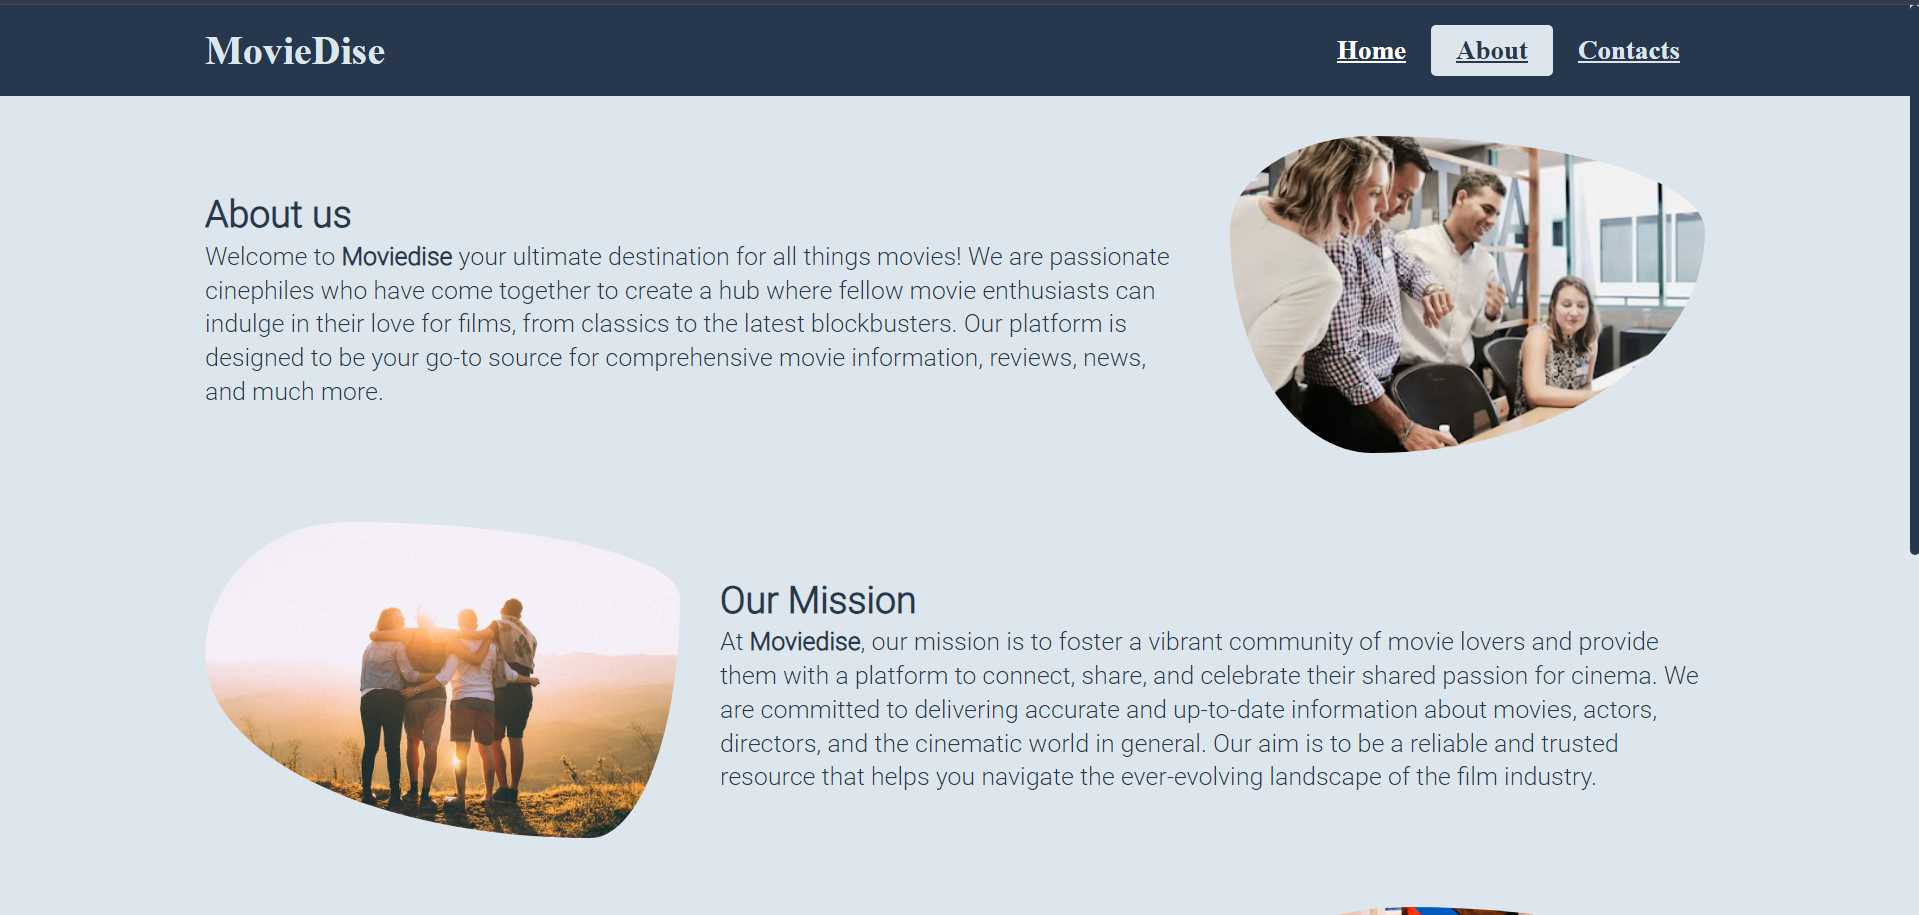 MovieDise
Home About Contacts
About us
Welcome to Moviedise your ultimate destination for all things movies! We are passionate
cinephiles who have come together to create a hub where fellow movie enthusiasts can
indulge in their love for films, from classics to the latest blockbusters. Our platform is
designed to be your go-to source for comprehensive movie information, reviews, news,
and much more.
Our Mission
At Moviedise, our mission is to foster a vibrant community of movie lovers and provide
them with a platform to connect, share, and celebrate their shared passion for cinema. We
are committed to delivering accurate and up-to-date information about movies, actors,
directors, and the cinematic world in general. Our aim is to be a reliable and trusted
resource that helps you navigate the ever-evolving landscape of the film industry.